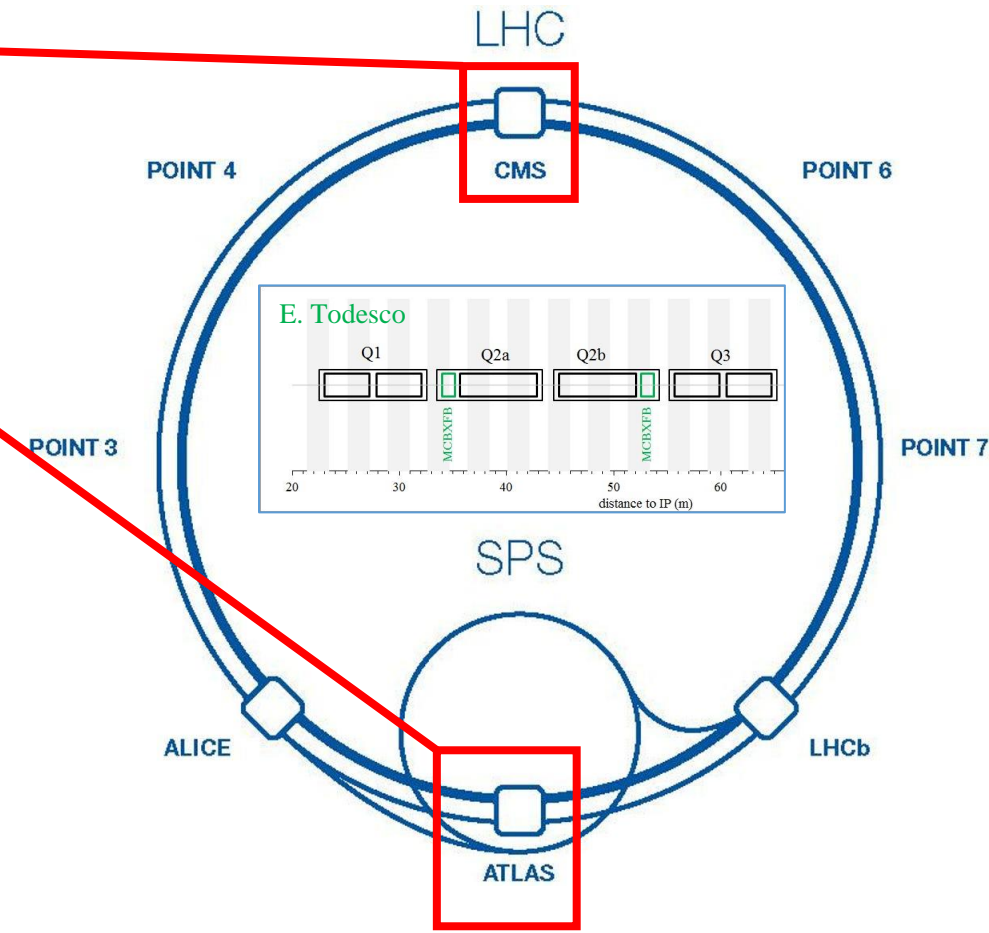 LHC
CMS
POINT 4
POINT 6
E. Todesco
Q1
Q2a
Q2b
Q3
MCBXFB
MCBXFB
20
30
40
50
60
distance to IP (m)
POINT 3
POINT 7
SPS
ALICE
LHCb
ATLAS